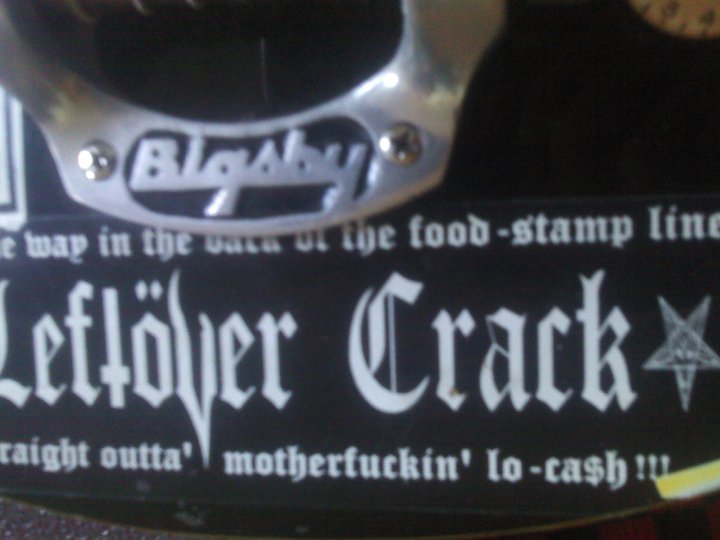 Bigsby
e way in the back of the food-stamp line
Leftöver Crack
raight outta' motherfuckin' lo-ca$h!!!